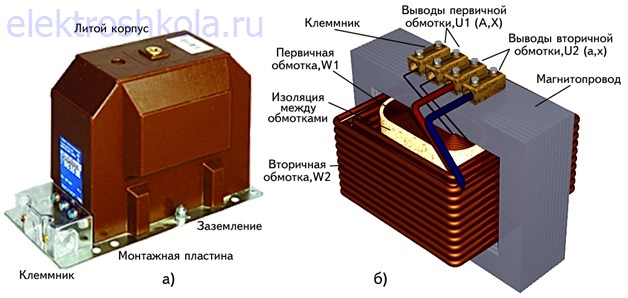 elektroshkola.ru
Литой корпус
Заземление
Монтажная пластина
Клеммник
а)
Клеммник
Выводы первичной
обмотки,U1 (A,X)
Выводы вторичной
обмотки,U2 (a,x)
Магнитопровод
Первичная
обмотка,W1
Изоляция
между
обмотками
Вторичная
обмотка,W2
б)